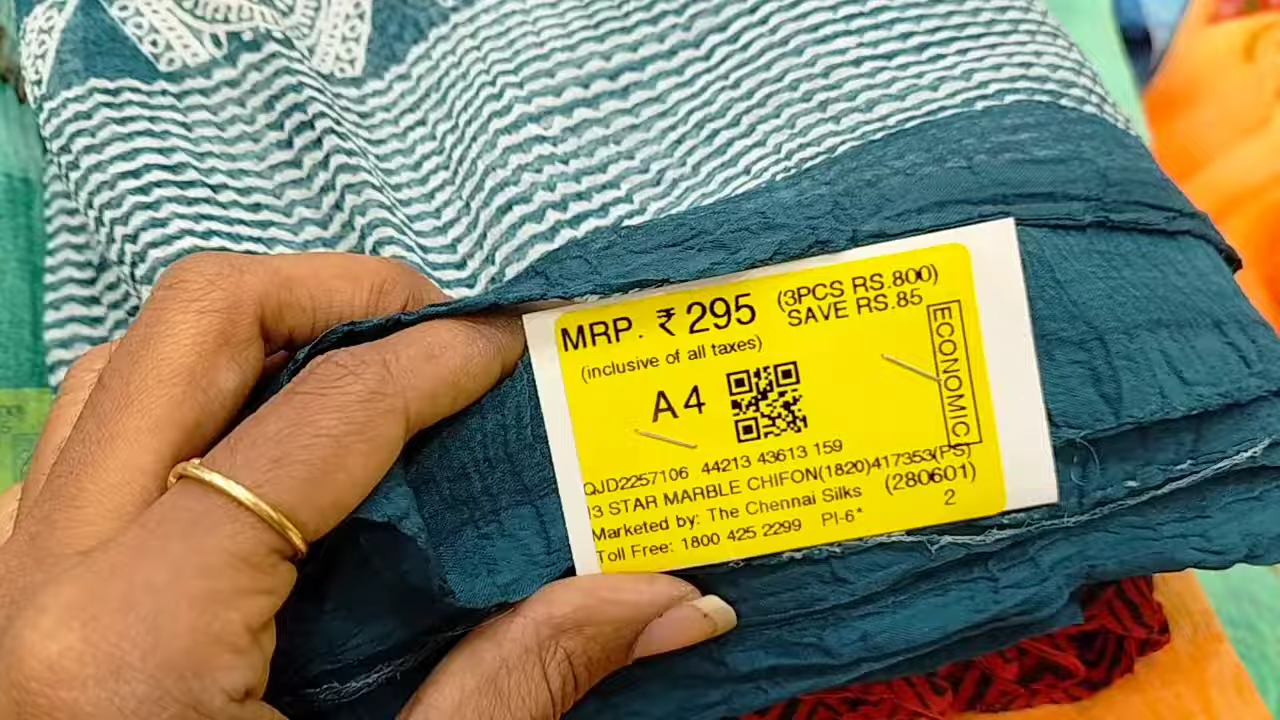 MRP. ₹ 295 (3PCS RS.800)
SAVE RS.85
(inclusive of all taxes)
A4
ECONOMIC
QJD2257106 44213 43613 159
3 STAR MARBLE CHIFON(1820)417353(PS)
Marketed by: The Chennai Silks (280601)
Toll Free: 1800 425 2299 PI-6* 2